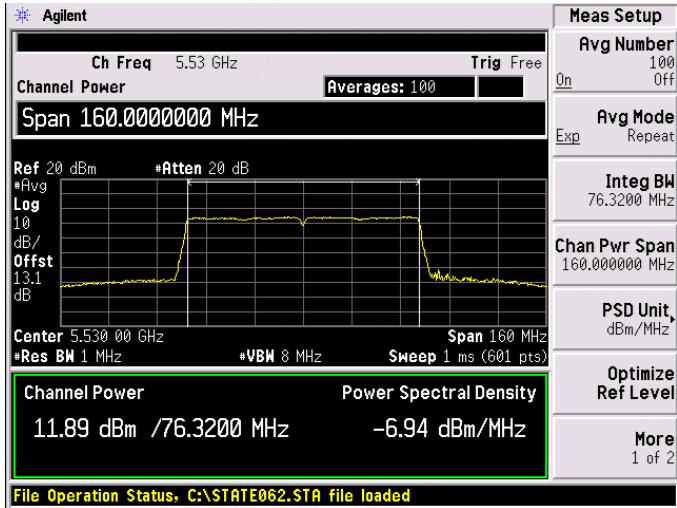 Agilent
Meas Setup
Ch Freq 5.53 GHz Trig Free
Channel Power Averages: 100
Span 160.0000000 MHz
Ref 20 dBm #Atten 20 dB
#Avg
Log
10
dB/
Offst
13.1
dB
Center 5.530 00 GHz Span 160 MHz
#Res BW 1 MHz #VBW 8 MHz Sweep 1 ms (601 pts)
Channel Power Power Spectral Density
11.89 dBm /76.3200 MHz -6.94 dBm/MHz
File Operation Status, C:\STATE062.STA file loaded
Avg Number
100
On Off
Avg Mode
Exp Repeat
Integ BW
76.3200 MHz
Chan Pwr Span
160.000000 MHz
PSD Unit
dBm/MHz
Optimize
Ref Level
More
1 of 2